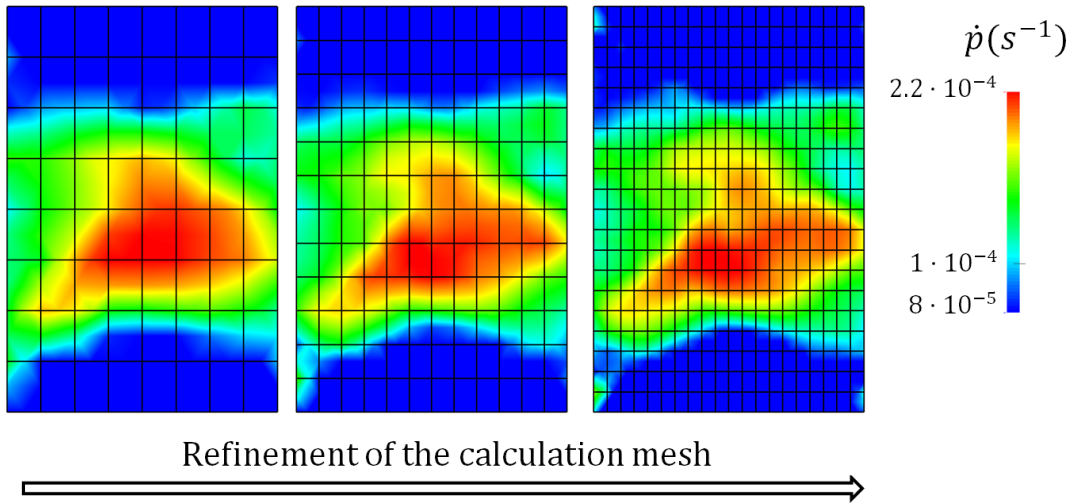 ṗ(s⁻¹)
2.2 · 10⁻⁴
1 · 10⁻⁴
8 · 10⁻⁵
Refinement of the calculation mesh